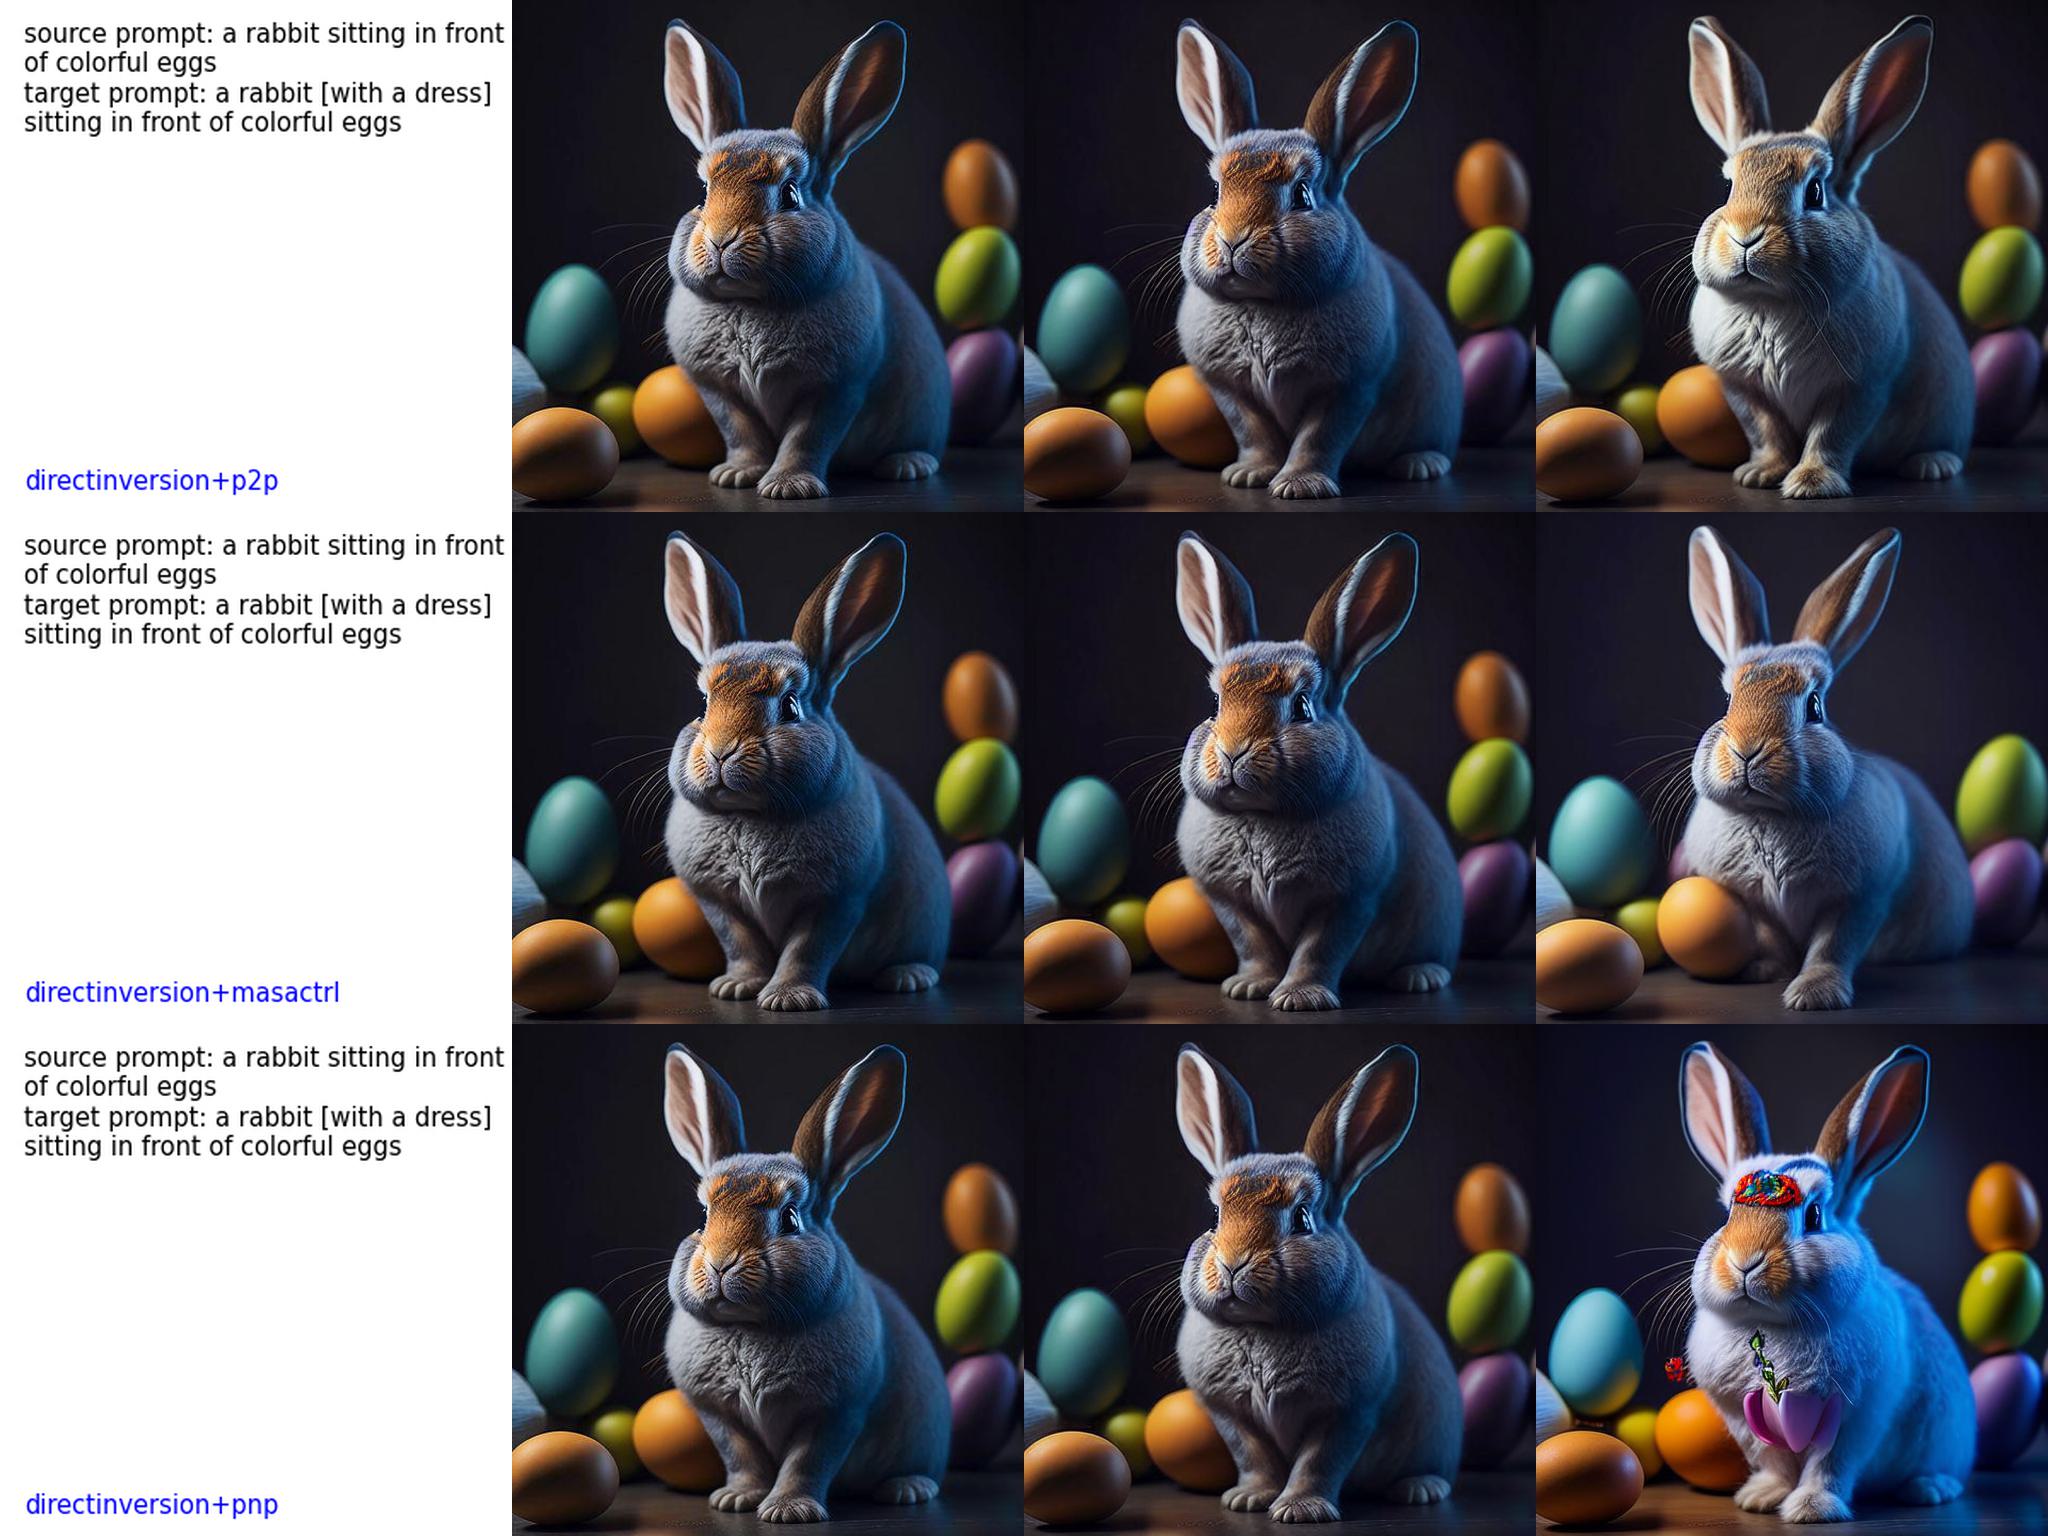 source prompt: a rabbit sitting in front
of colorful eggs
target prompt: a rabbit [with a dress]
sitting in front of colorful eggs
directinversion+p2p
source prompt: a rabbit sitting in front
of colorful eggs
target prompt: a rabbit [with a dress]
sitting in front of colorful eggs
directinversion+masactrl
source prompt: a rabbit sitting in front
of colorful eggs
target prompt: a rabbit [with a dress]
sitting in front of colorful eggs
directinversion+pnp